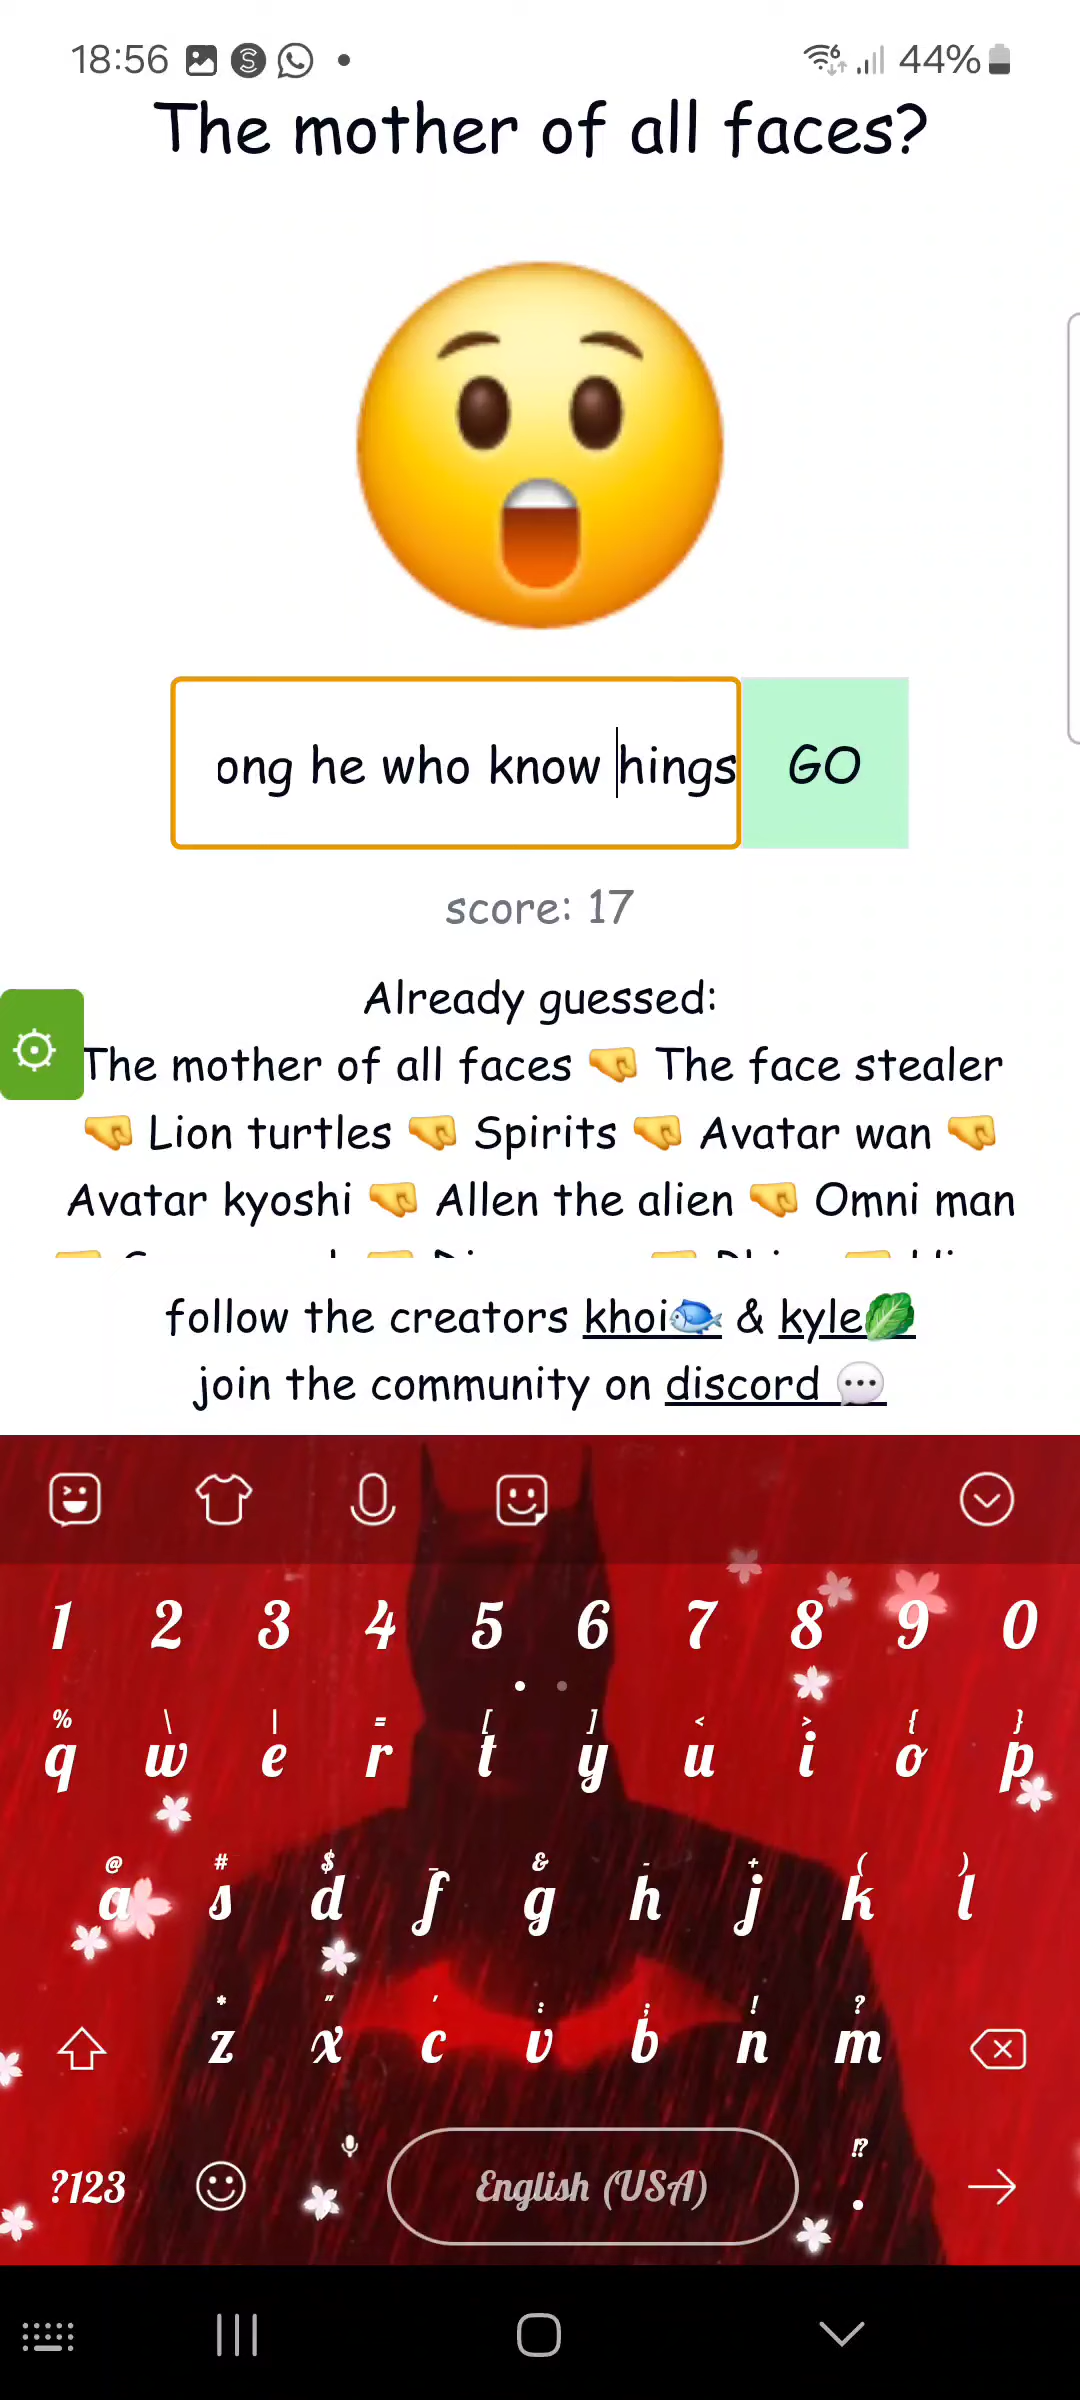 18:56 44%
The mother of all faces?
ong he who know hings
GO
score: 17
Already guessed:
The mother of all faces 🤜 The face stealer
🤜 Lion turtles 🤜 Spirits 🤜 Avatar wan 🤜
Avatar kyoshi 🤜 Allen the alien 🤜 Omni man
follow the creators khoi🐟 & kyle🥬
join the community on discord 💬
1 2 3 4 5 6 7 8 9 0
% \ | = [ ] < > { }
q w e r t y u i o p
@ # $ _ & - + ( )
a s d f g h j k l
* " ' : ; ! ?
z x c v b n m
?123 English (USA) !? .